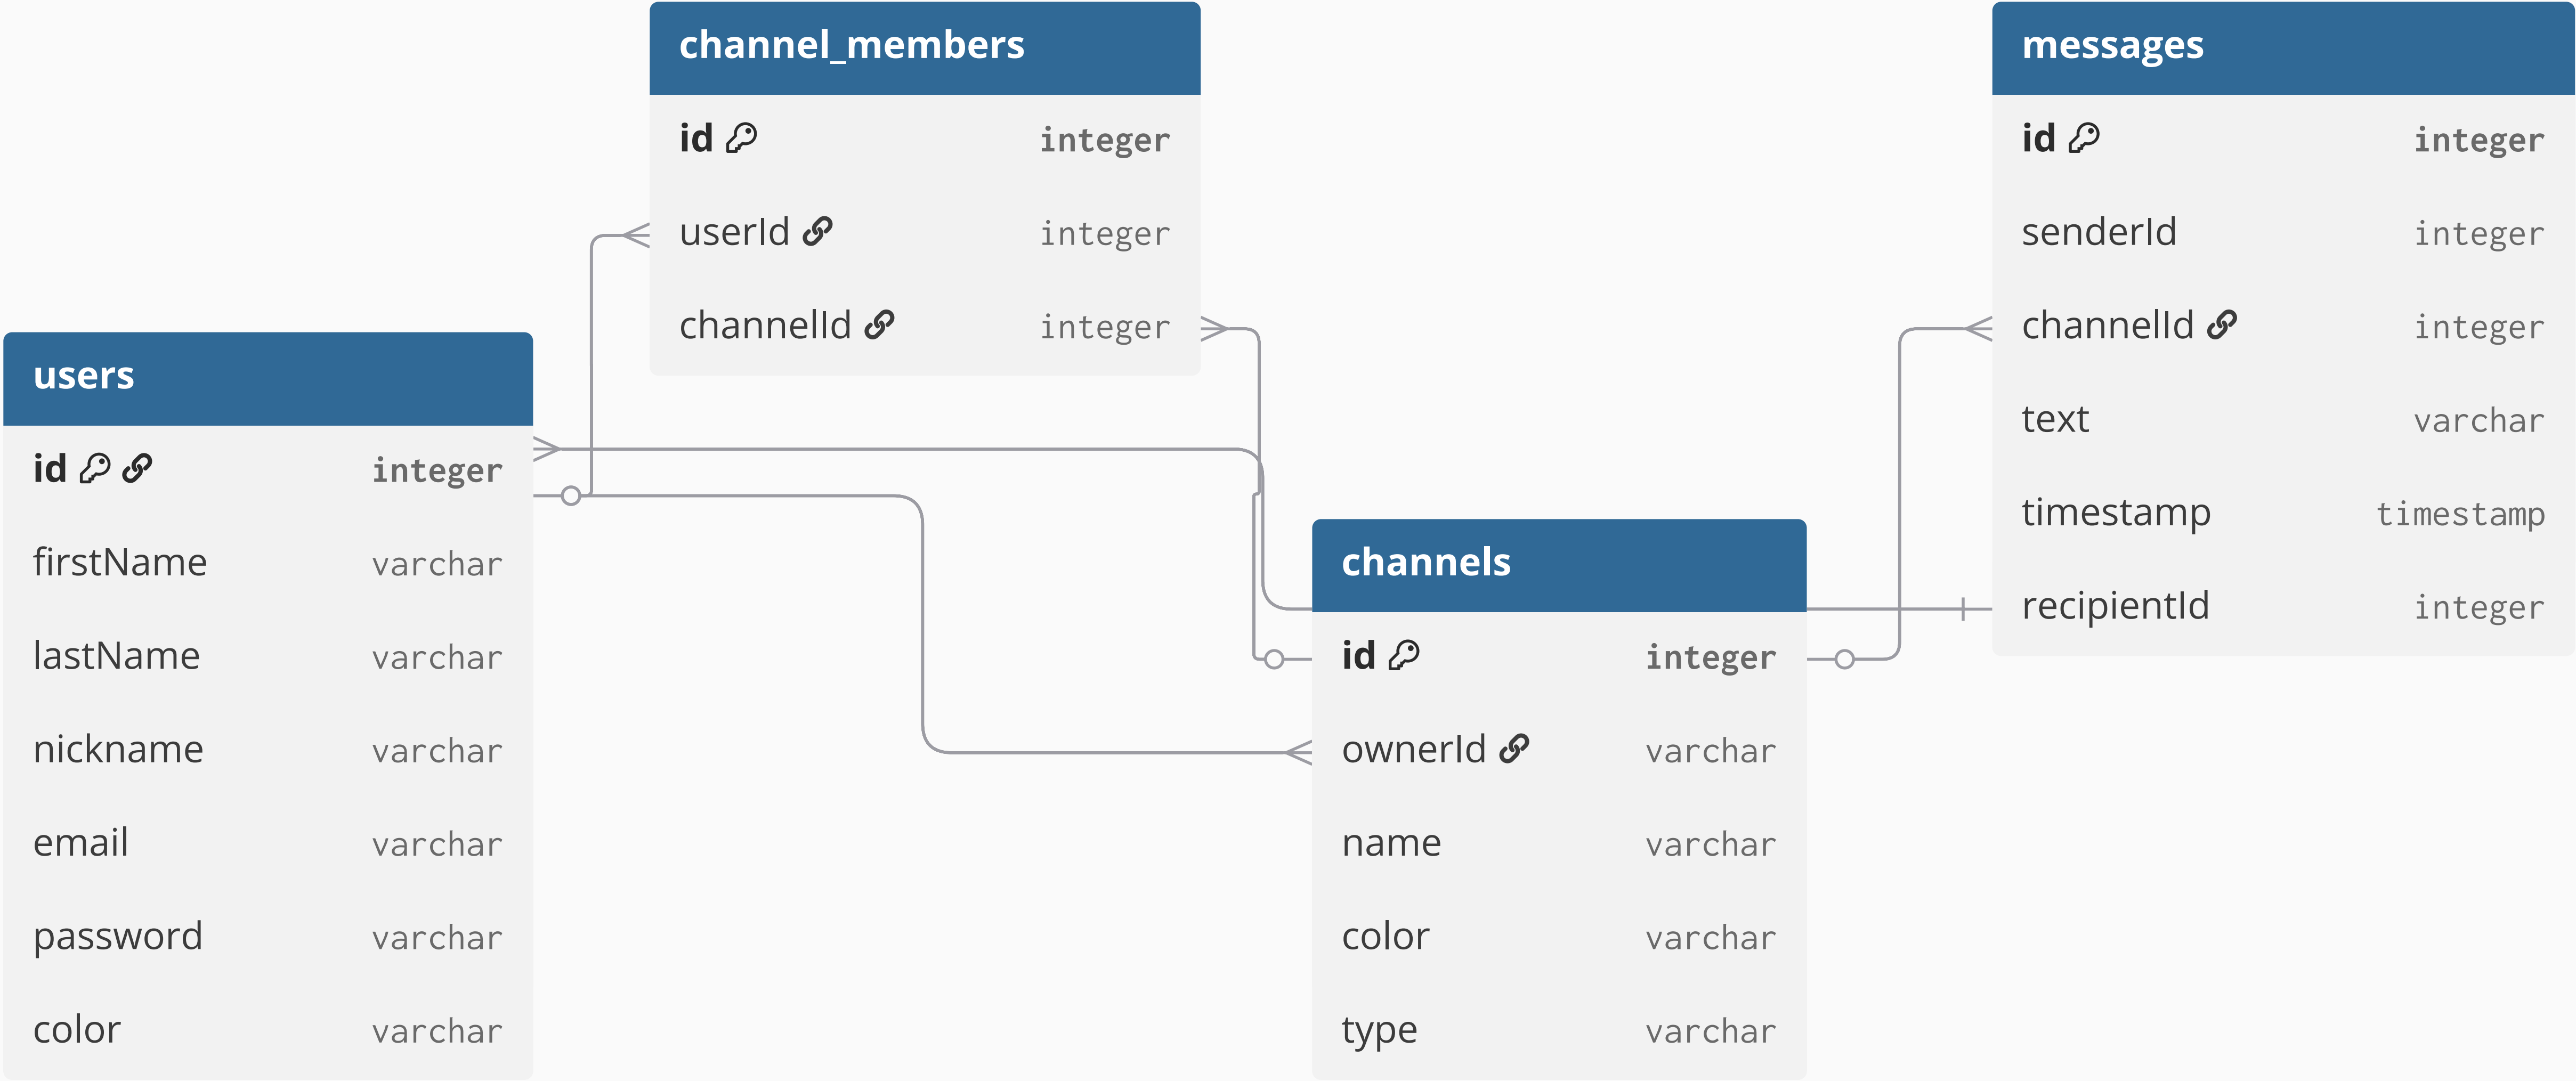 channel_members
id integer
userId integer
channelId integer
messages
id integer
senderId integer
channelId integer
text varchar
timestamp timestamp
recipientId integer
users
id integer
firstName varchar
lastName varchar
nickname varchar
email varchar
password varchar
color varchar
channels
id integer
ownerId varchar
name varchar
color varchar
type varchar